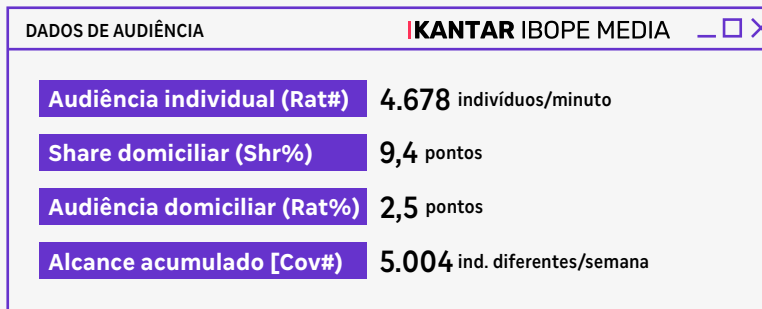 DADOS DE AUDIÊNCIA KANTAR IBOPE MEDIA
Audiência individual (Rat#) 4.678 indivíduos/minuto
Share domiciliar (Shr%) 9,4 pontos
Audiência domiciliar (Rat%) 2,5 pontos
Alcance acumulado [Cov#) 5.004 ind. diferentes/semana